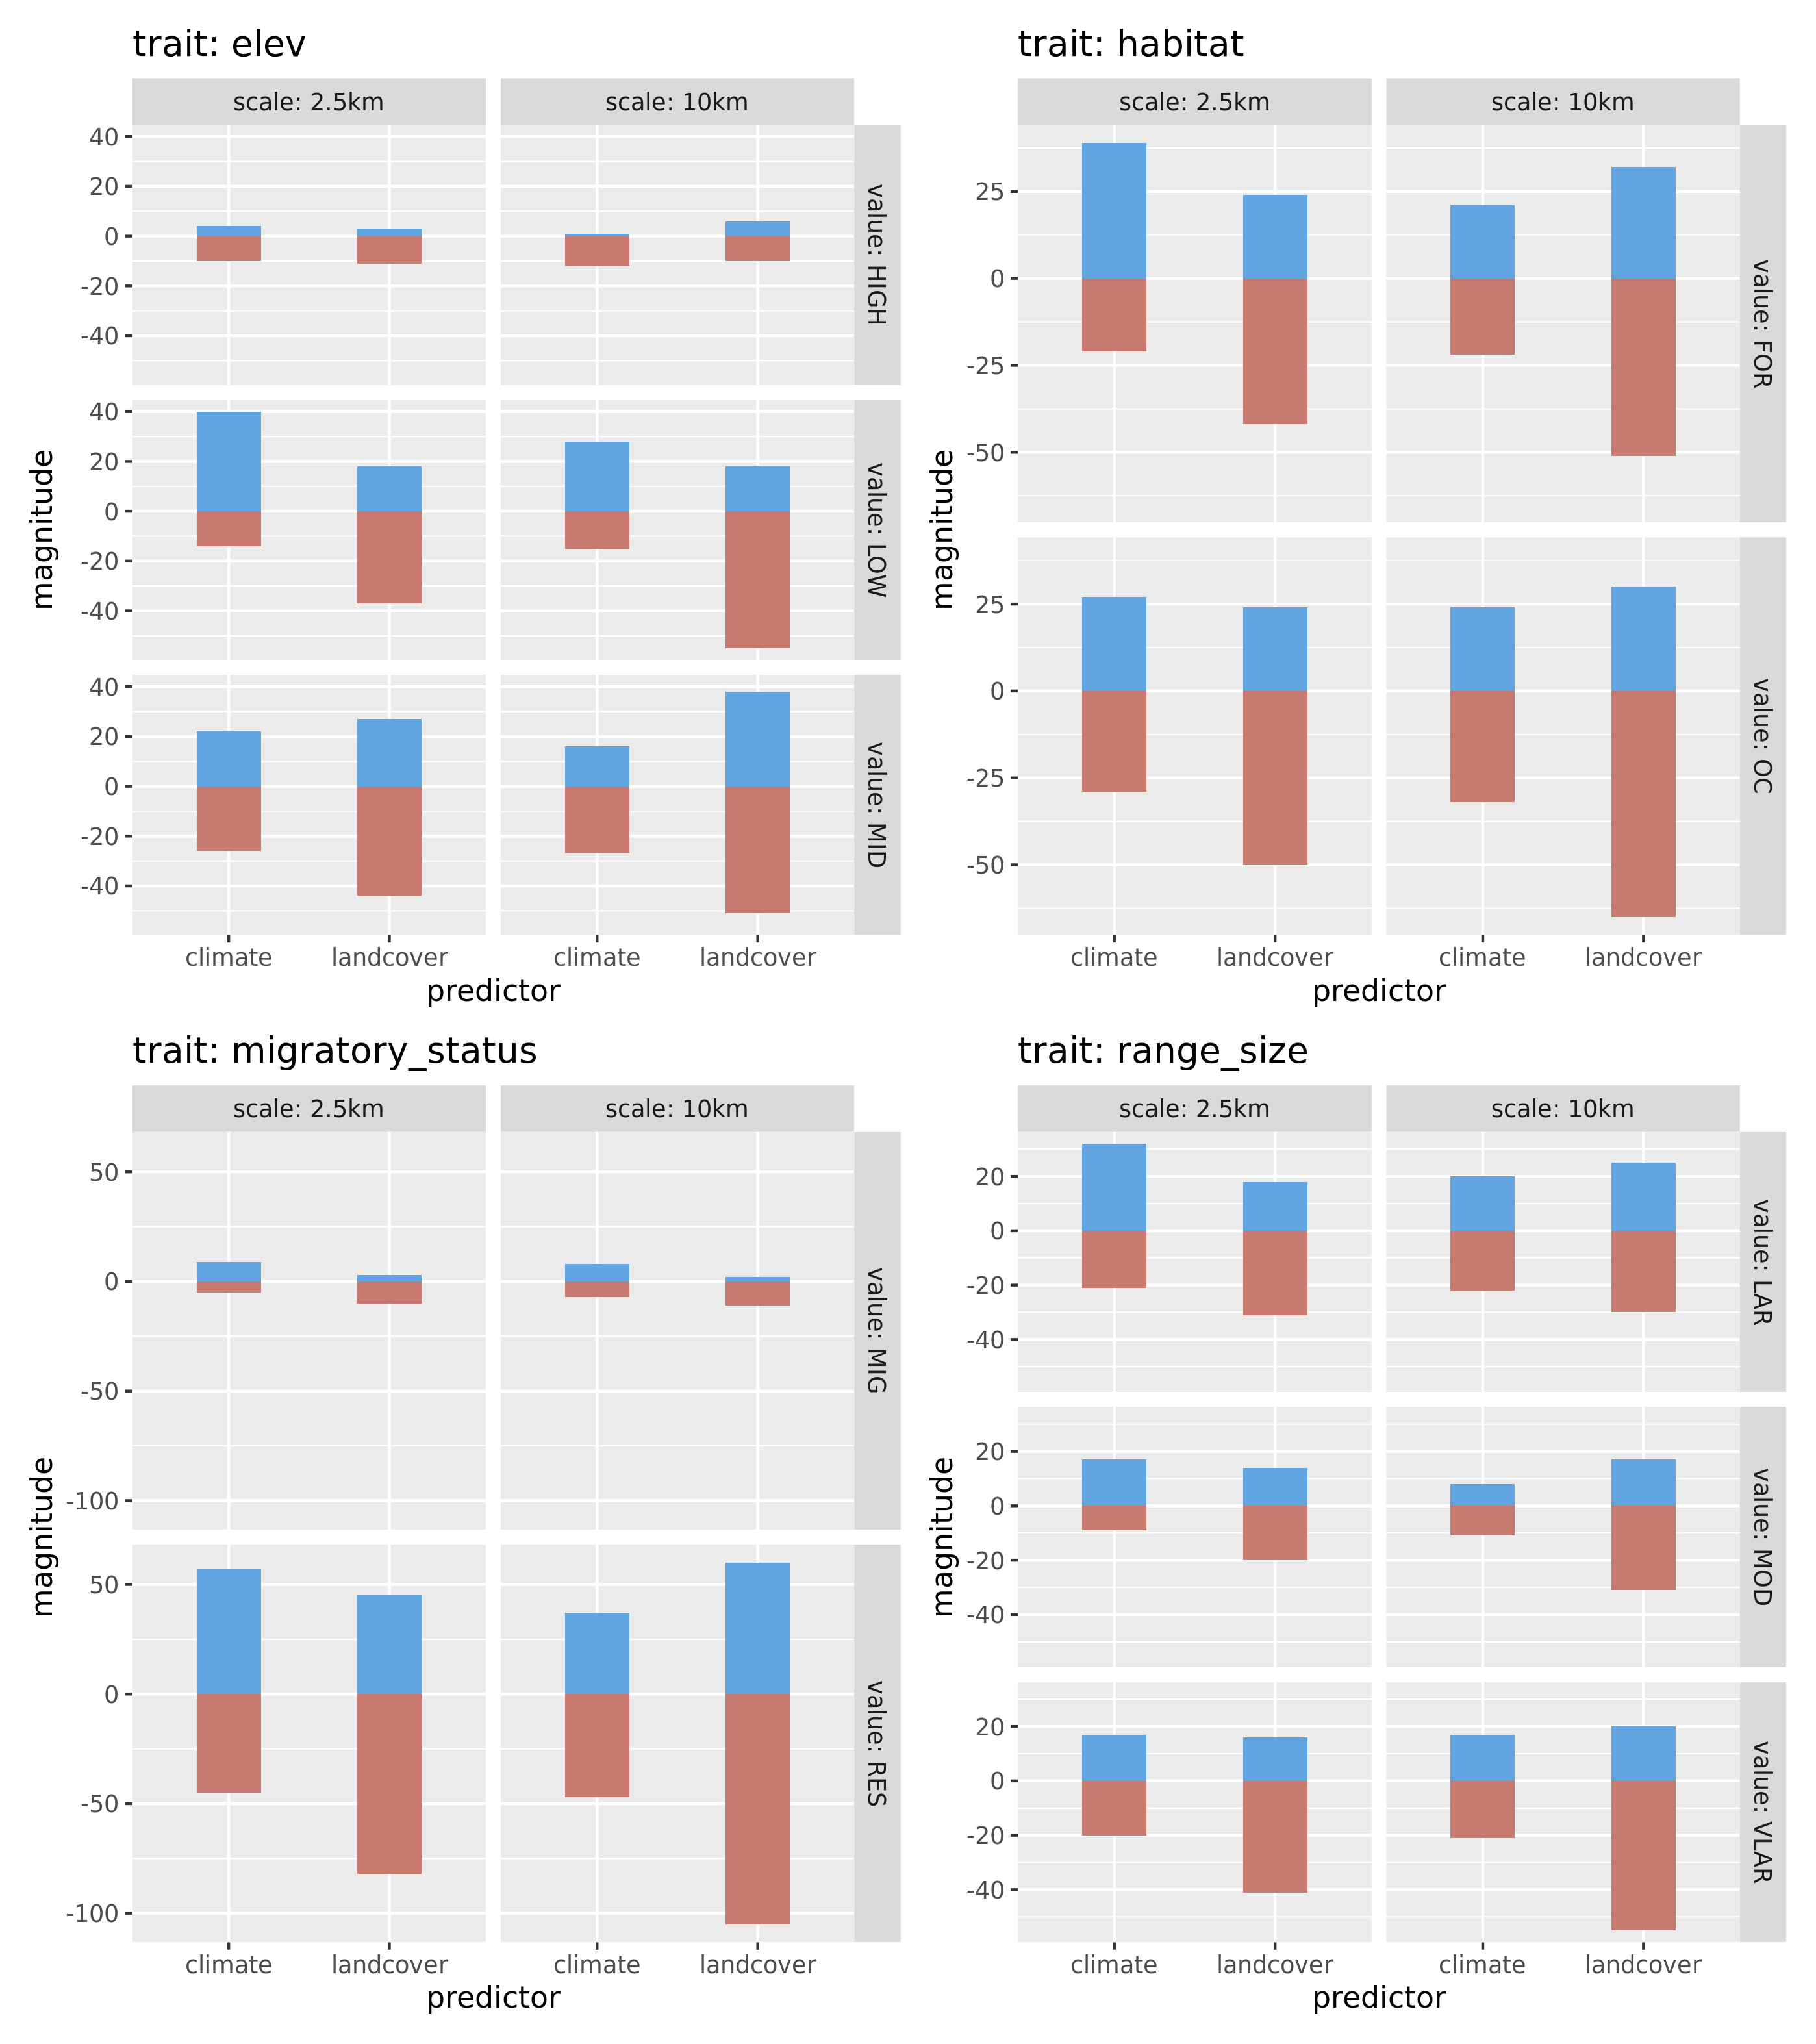 trait: elev
scale: 2.5km
scale: 10km
40
20
0
-20
-40
value: HIGH
40
20
0
-20
-40
value: LOW
40
20
0
-20
-40
value: MID
magnitude
climate
landcover
climate
landcover
predictor
trait: habitat
scale: 2.5km
scale: 10km
25
0
-25
-50
value: FOR
25
0
-25
-50
value: OC
magnitude
climate
landcover
climate
landcover
predictor
trait: migratory_status
scale: 2.5km
scale: 10km
50
0
-50
-100
value: MIG
50
0
-50
-100
value: RES
magnitude
climate
landcover
climate
landcover
predictor
trait: range_size
scale: 2.5km
scale: 10km
20
0
-20
-40
value: LAR
20
0
-20
-40
value: MOD
20
0
-20
-40
value: VLAR
magnitude
climate
landcover
climate
landcover
predictor